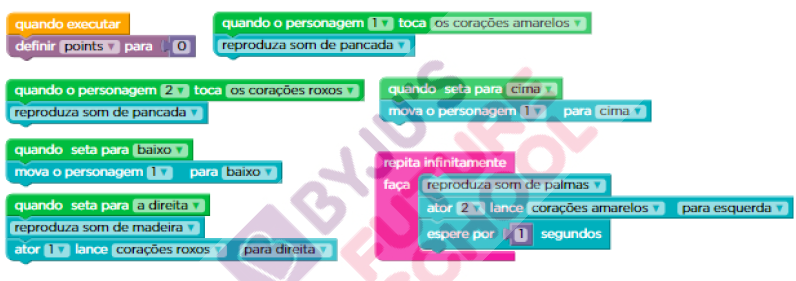 quando executar
definir points para 0
quando o personagem 1 toca os corações amarelos
reproduza som de pancada
quando o personagem 2 toca os corações roxos
reproduza som de pancada
quando seta para cima
mova o personagem 1 para cima
quando seta para baixo
mova o personagem 1 para baixo
quando seta para a direita
reproduza som de madeira
ator 1 lance corações roxos para direita
repita infinitamente
faça reproduza som de palmas
ator 2 lance corações amarelos para esquerda
espere por 1 segundos
BYJU'S
FUTURE
SCHOOL